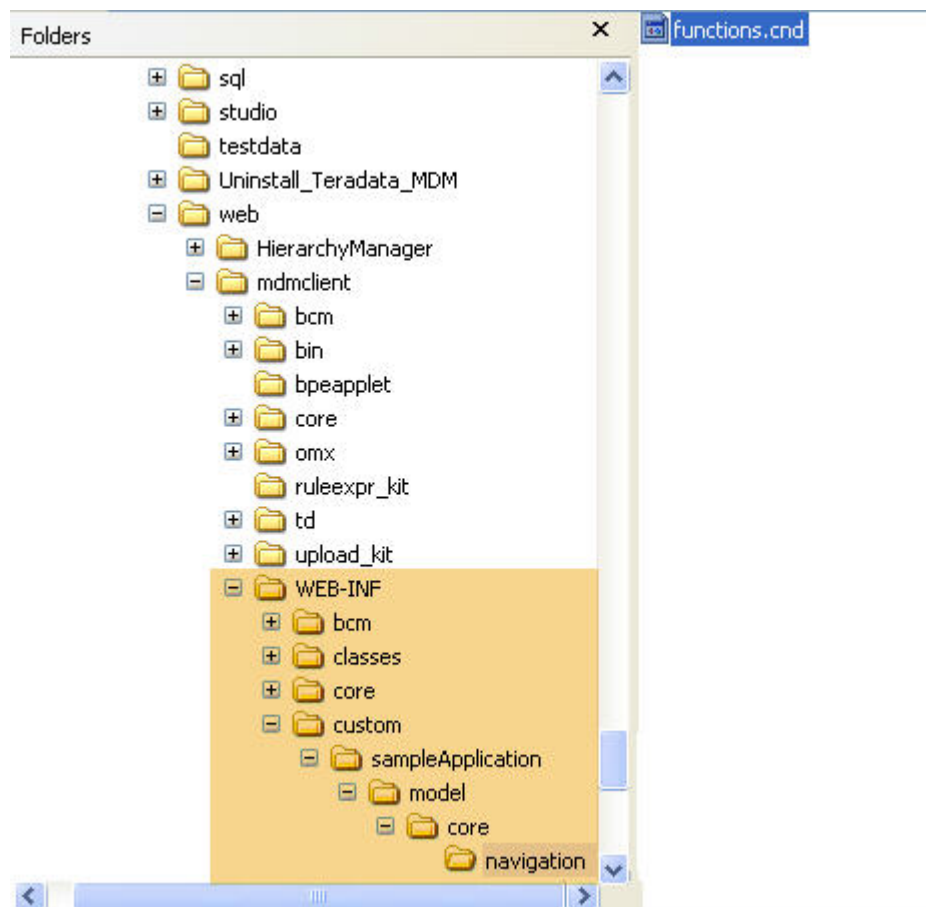 Folders
functions.cnd
sql
studio
testdata
Uninstall_Teradata_MDM
web
HierarchyManager
mdmclient
bcm
bin
bpeapplet
core
omx
ruleexpr_kit
td
upload_kit
WEB-INF
bcm
classes
core
custom
sampleApplication
model
core
navigation